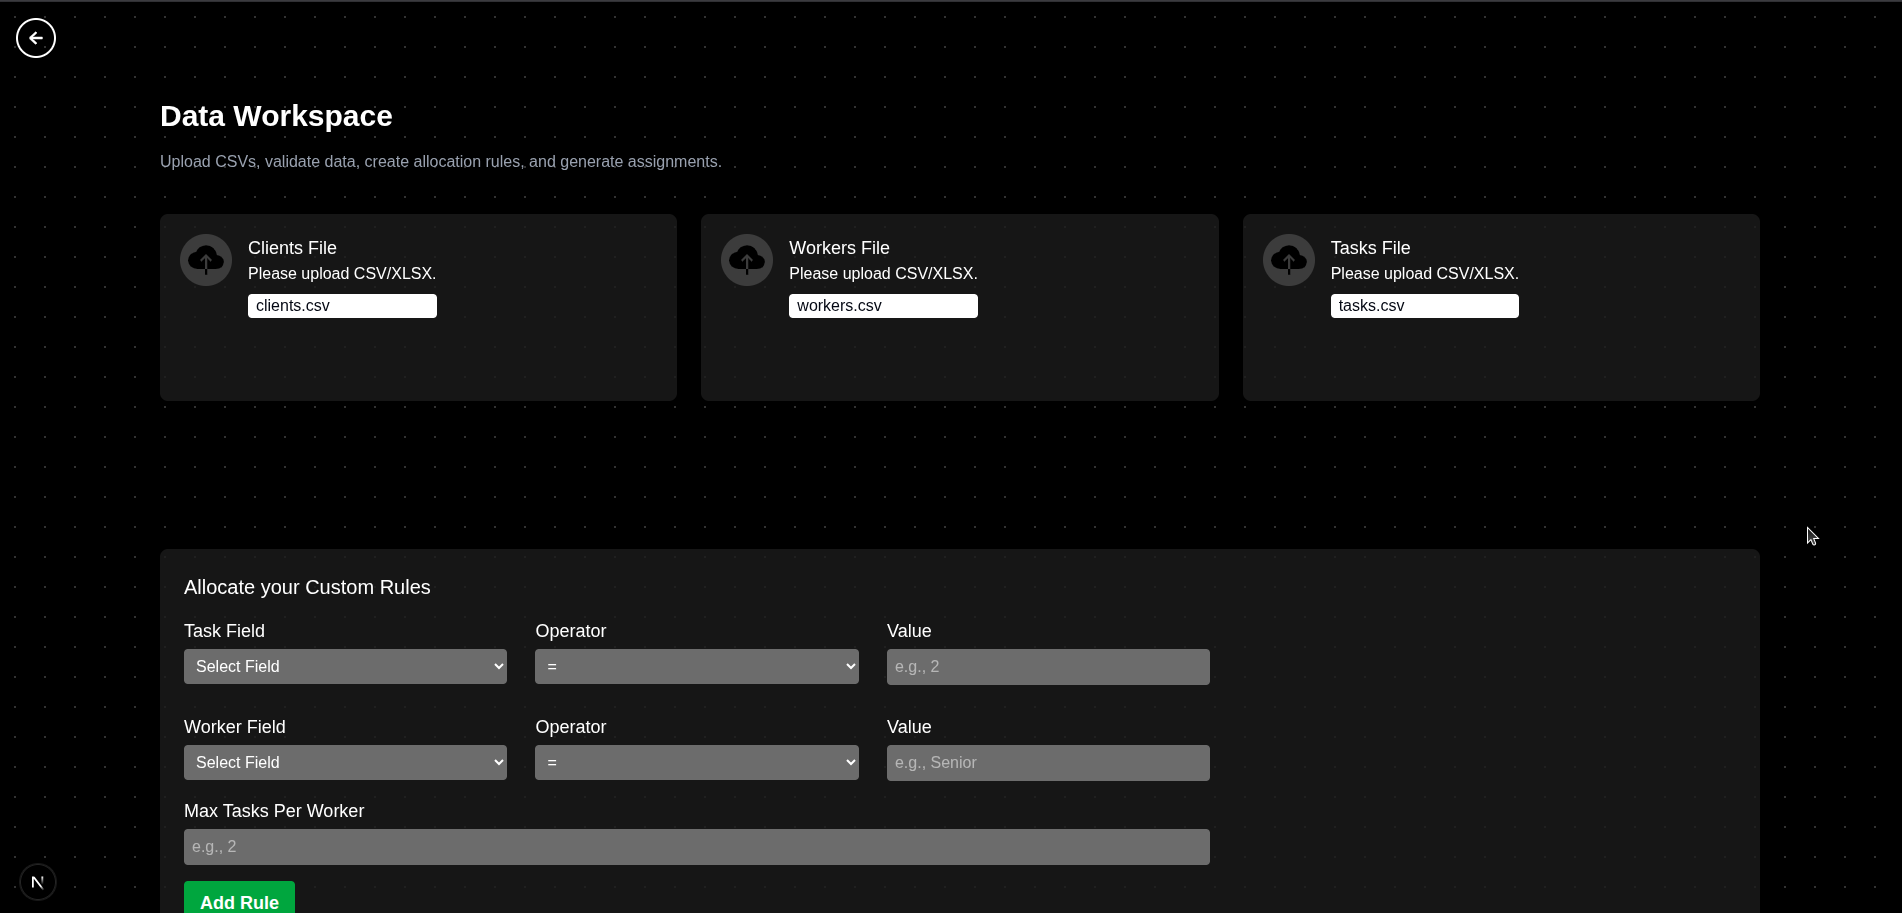 Data Workspace
Upload CSVs, validate data, create allocation rules, and generate assignments.
Clients File
Please upload CSV/XLSX.
clients.csv
Workers File
Please upload CSV/XLSX.
workers.csv
Tasks File
Please upload CSV/XLSX.
tasks.csv
Allocate your Custom Rules
Task Field
Operator
Value
Select Field
=
e.g., 2
Worker Field
Operator
Value
Select Field
=
e.g., Senior
Max Tasks Per Worker
e.g., 2
N
Add Rule